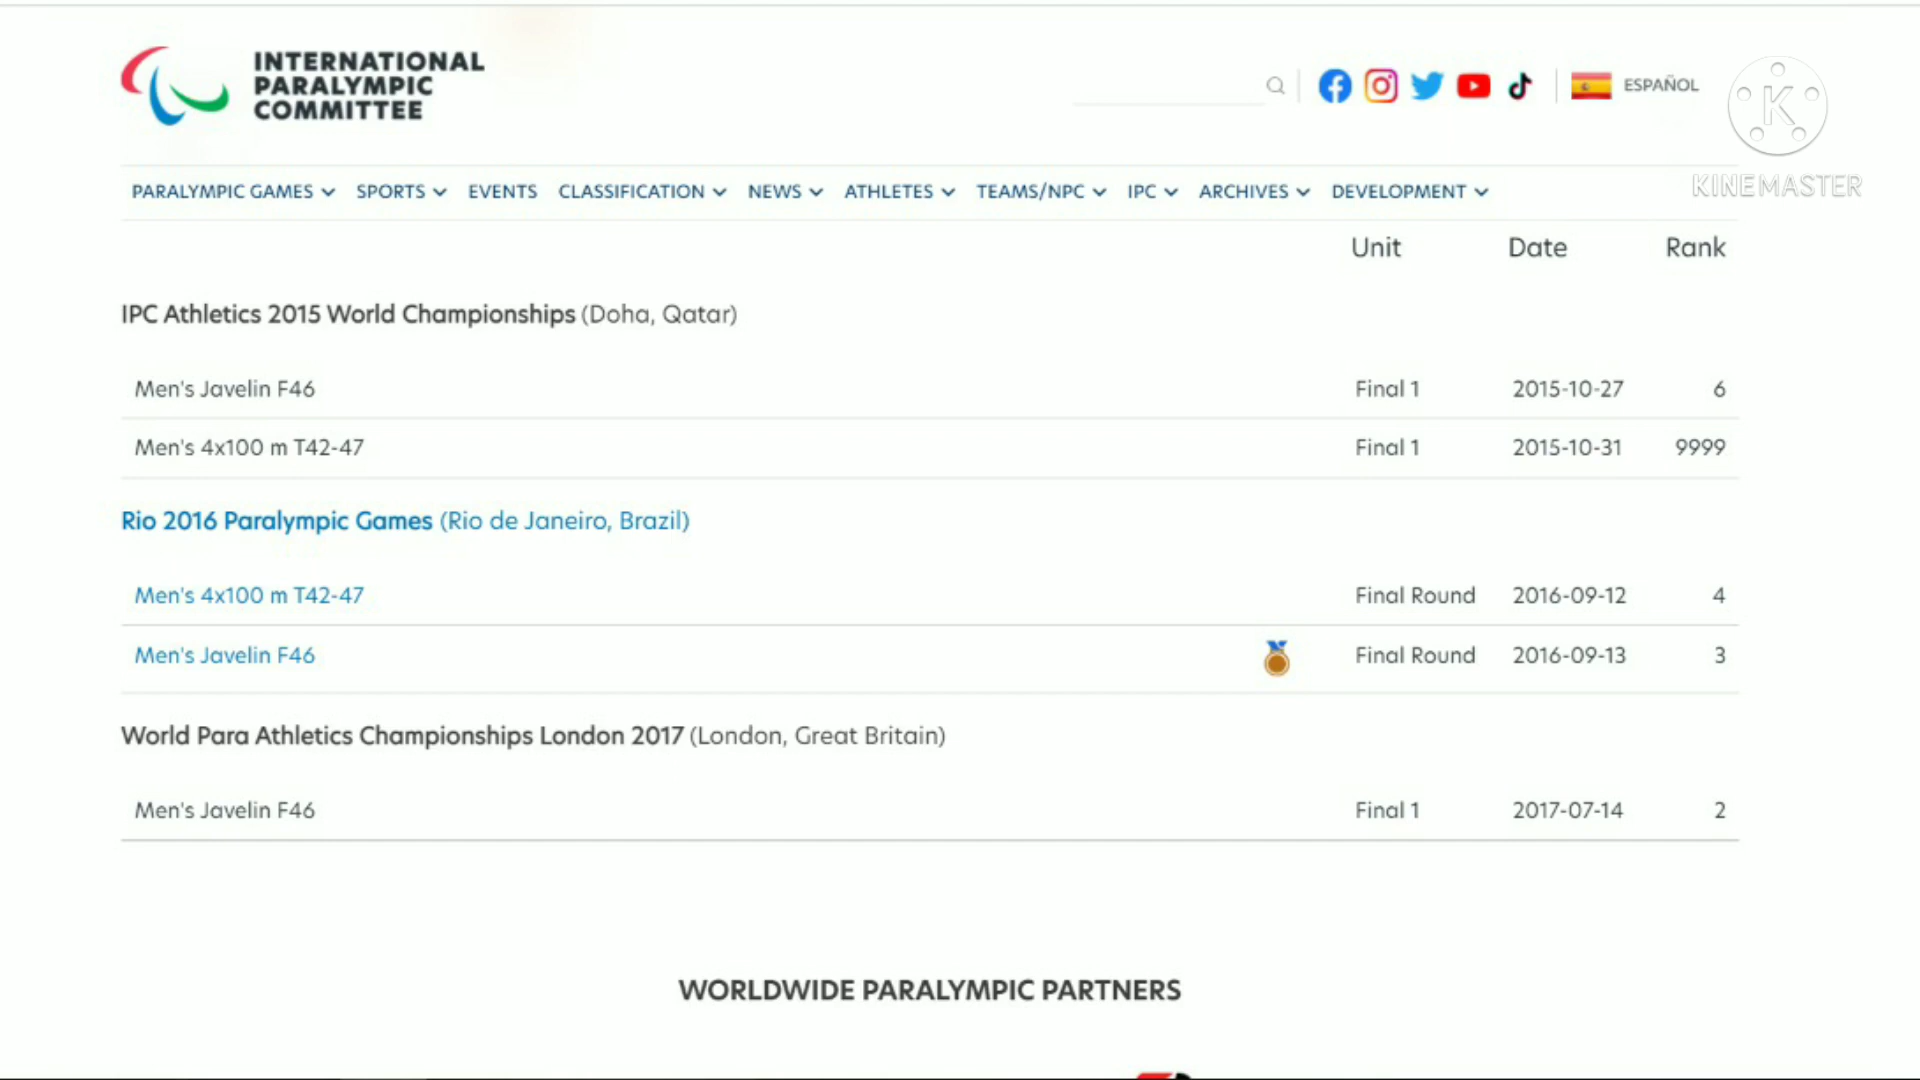 INTERNATIONAL
PARALYMPIC
COMMITTEE
ESPAÑOL
K
KINEMASTER
PARALYMPIC GAMES SPORTS EVENTS CLASSIFICATION NEWS ATHLETES TEAMS/NPC IPC ARCHIVES DEVELOPMENT
Unit Date Rank
IPC Athletics 2015 World Championships (Doha, Qatar)
Men's Javelin F46 Final 1 2015-10-27 6
Men's 4x100 m T42-47 Final 1 2015-10-31 9999
Rio 2016 Paralympic Games (Rio de Janeiro, Brazil)
Men's 4x100 m T42-47 Final Round 2016-09-12 4
Men's Javelin F46 Final Round 2016-09-13 3
World Para Athletics Championships London 2017 (London, Great Britain)
Men's Javelin F46 Final 1 2017-07-14 2
WORLDWIDE PARALYMPIC PARTNERS